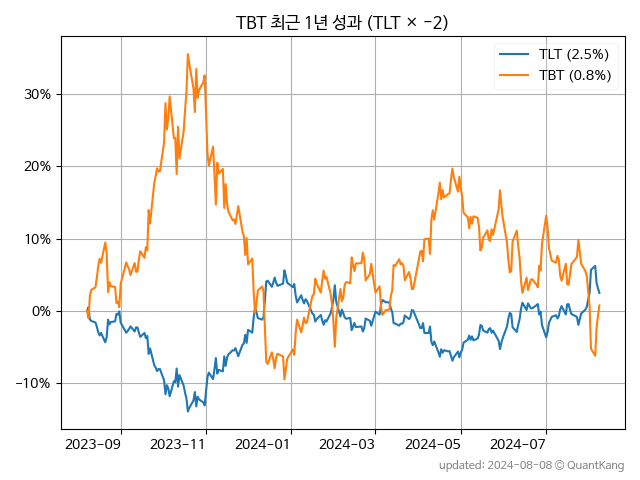 TBT 최근 1년 성과 (TLT × −2)
TLT (2.5%)
TBT (0.8%)
30%
20%
10%
0%
−10%
2023-09
2023-11
2024-01
2024-03
2024-05
2024-07
updated: 2024-08-08 © QuantKang